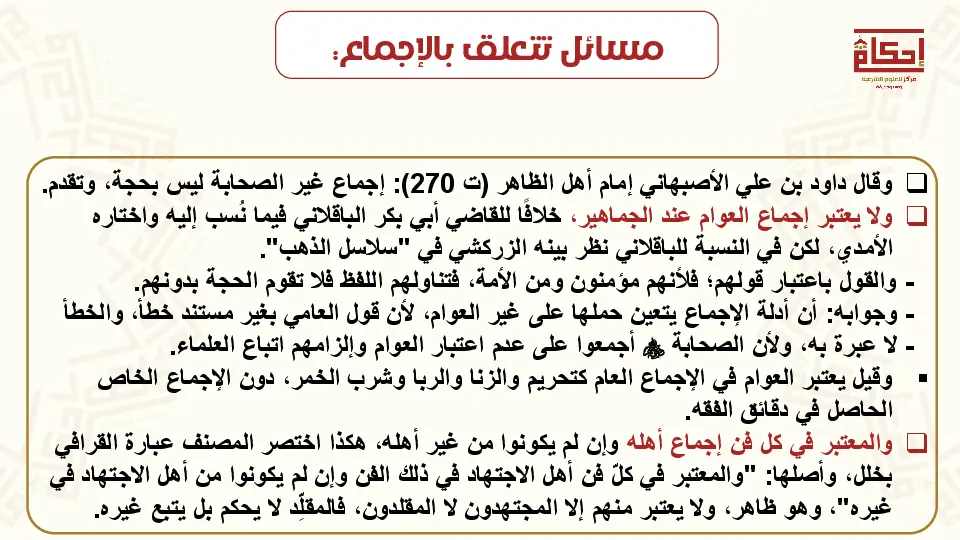 مسائل تتعلق بالإجماع:
إحكام
مركز للعلوم الشرعية
❑ وقال داود بن علي الأصبهاني إمام أهل الظاهر (ت 270): إجماع غير الصحابة ليس بحجة، وتقدم.
❑ ولا يعتبر إجماع العوام عند الجماهير، خلافًا للقاضي أبي بكر الباقلاني فيما نُسب إليه واختاره
الأمدي، لكن في النسبة للباقلاني نظر بينه الزركشي في "سلاسل الذهب".
- والقول باعتبار قولهم؛ فلأنهم مؤمنون ومن الأمة، فتناولهم اللفظ فلا تقوم الحجة بدونهم.
- وجوابه: أن أدلة الإجماع يتعين حملها على غير العوام، لأن قول العامي بغير مستند خطأ، والخطأ
- لا عبرة به، ولأن الصحابة ﷺ أجمعوا على عدم اعتبار العوام وإلزامهم اتباع العلماء.
▪ وقيل يعتبر العوام في الإجماع العام كتحريم والزنا والربا وشرب الخمر، دون الإجماع الخاص
الحاصل في دقائق الفقه.
❑ والمعتبر في كل فن إجماع أهله وإن لم يكونوا من غير أهله، هكذا اختصر المصنف عبارة القرافي
بخلل، وأصلها: "والمعتبر في كلّ فن أهل الاجتهاد في ذلك الفن وإن لم يكونوا من أهل الاجتهاد في
غيره"، وهو ظاهر، ولا يعتبر منهم إلا المجتهدون لا المقلدون، فالمقلِّد لا يحكم بل يتبع غيره.